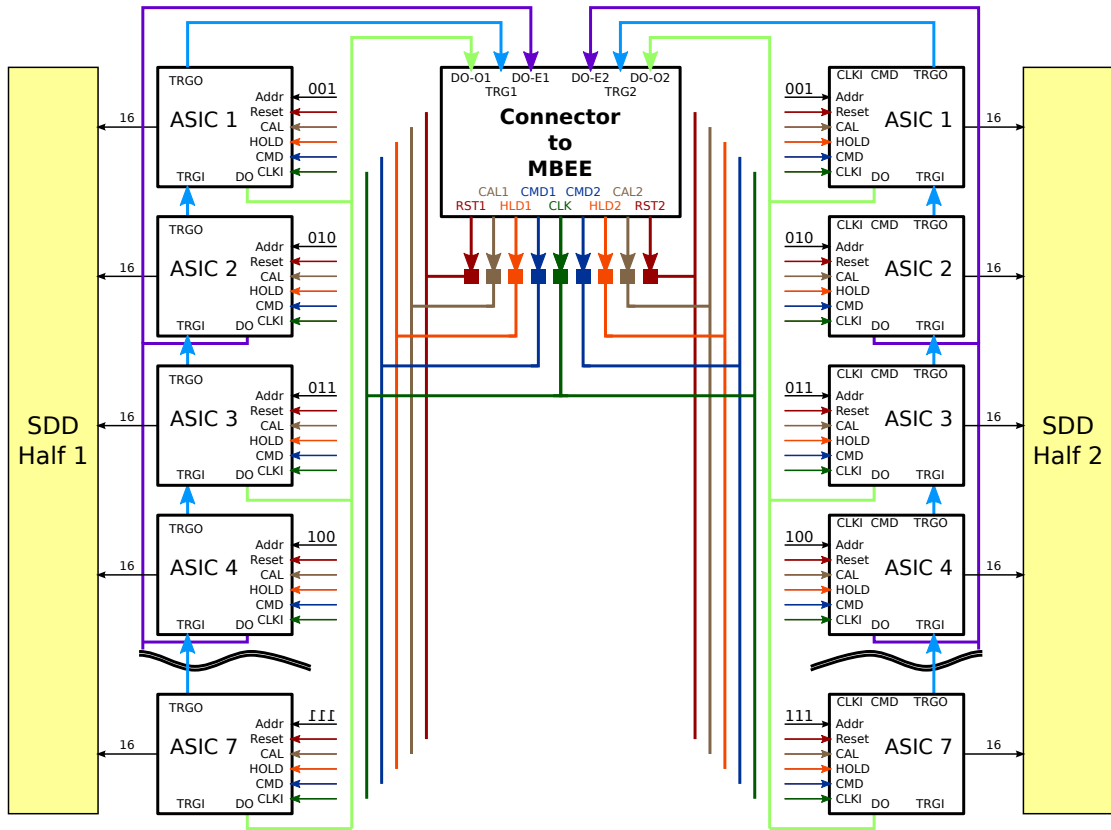 DO-O1 DO-E1 DO-E2 DO-O2
TRG1 TRG2
Connector
to
MBEE
CAL1 CMD1 CMD2 CAL2
RST1 HLD1 CLK HLD2 RST2
SDD
Half 1
TRGO
001
Addr
Reset
16
ASIC 1
CAL
HOLD
CMD
CLKI
TRGI DO
TRGO
010
Addr
Reset
16
ASIC 2
CAL
HOLD
CMD
CLKI
TRGI DO
TRGO
011
Addr
Reset
16
ASIC 3
CAL
HOLD
CMD
CLKI
TRGI DO
TRGO
100
Addr
Reset
16
ASIC 4
CAL
HOLD
CMD
CLKI
TRGI DO
TRGO
111
Addr
Reset
16
ASIC 7
CAL
HOLD
CMD
CLKI
TRGI DO
CLKI CMD TRGO
001
Addr
Reset
CAL
ASIC 1
16
HOLD
CMD
CLKI
DO TRGI
CLKI CMD TRGO
010
Addr
Reset
CAL
ASIC 2
16
HOLD
CMD
CLKI
DO TRGI
CLKI CMD TRGO
011
Addr
Reset
CAL
ASIC 3
16
HOLD
CMD
CLKI
DO TRGI
CLKI CMD TRGO
100
Addr
Reset
CAL
ASIC 4
16
HOLD
CMD
CLKI
DO TRGI
CLKI CMD TRGO
111
Addr
Reset
CAL
ASIC 7
16
HOLD
CMD
CLKI
DO TRGI
SDD
Half 2